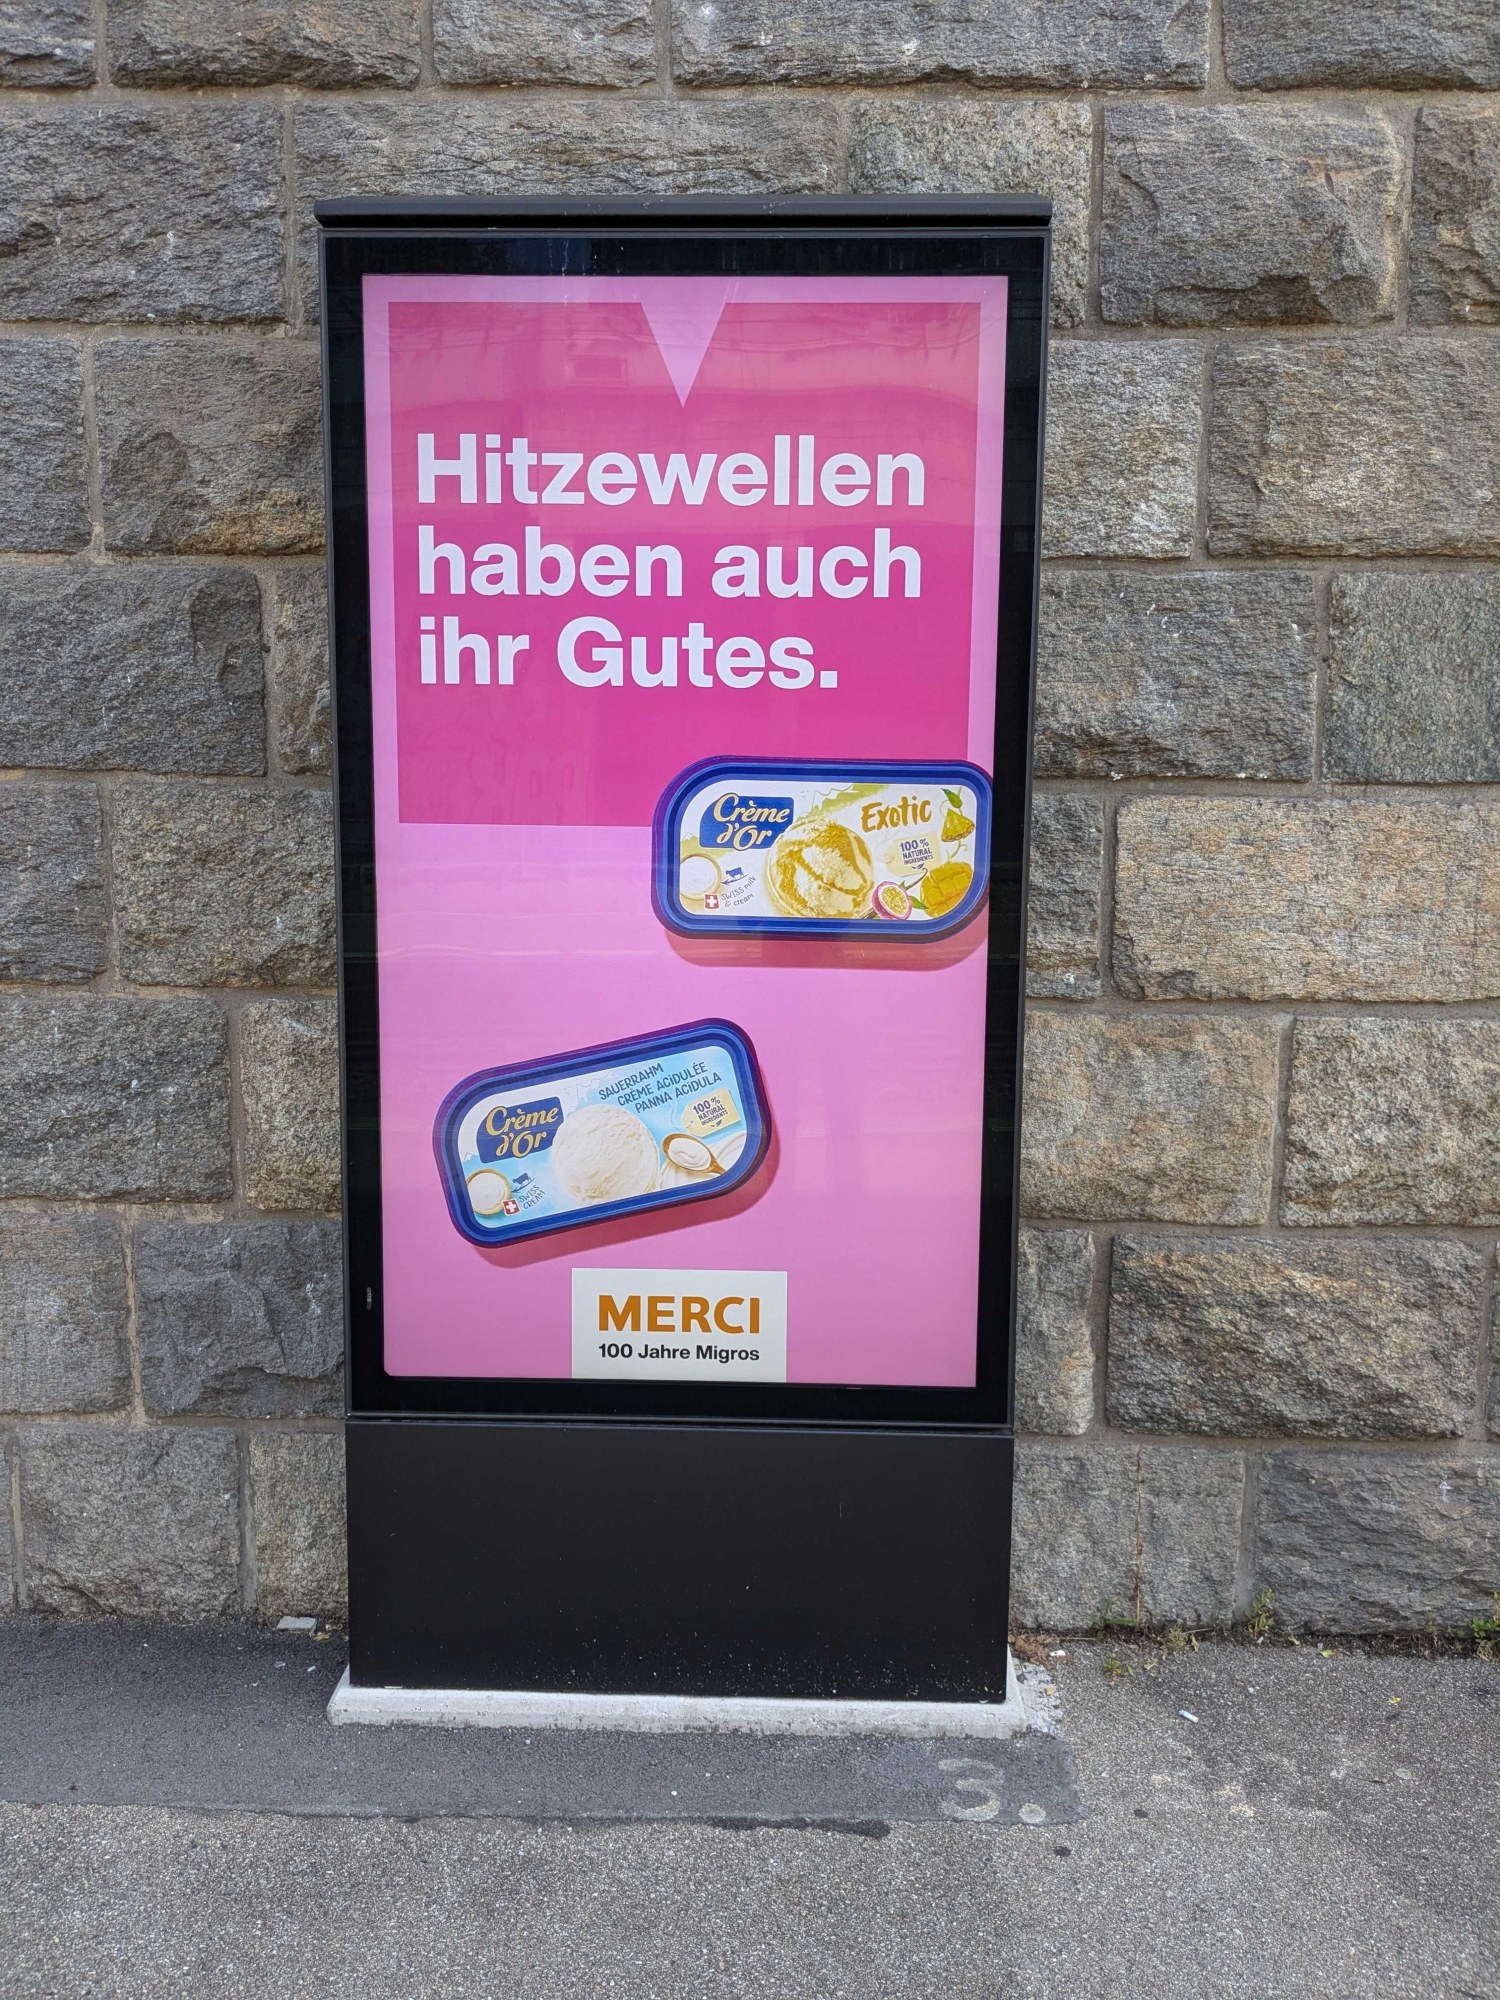 Hitzewellen
haben auch
ihr Gutes.
Crème
d'Or
Exotic
100%
NATURAL
INGREDIENTS
SWISS milk
& cream
Crème
d'Or
SAUERRAHM
CRÈME ACIDULÉE
PANNA ACIDULA
100%
NATURAL
INGREDIENTS
SWISS
CREAM
MERCI
100 Jahre Migros
3.